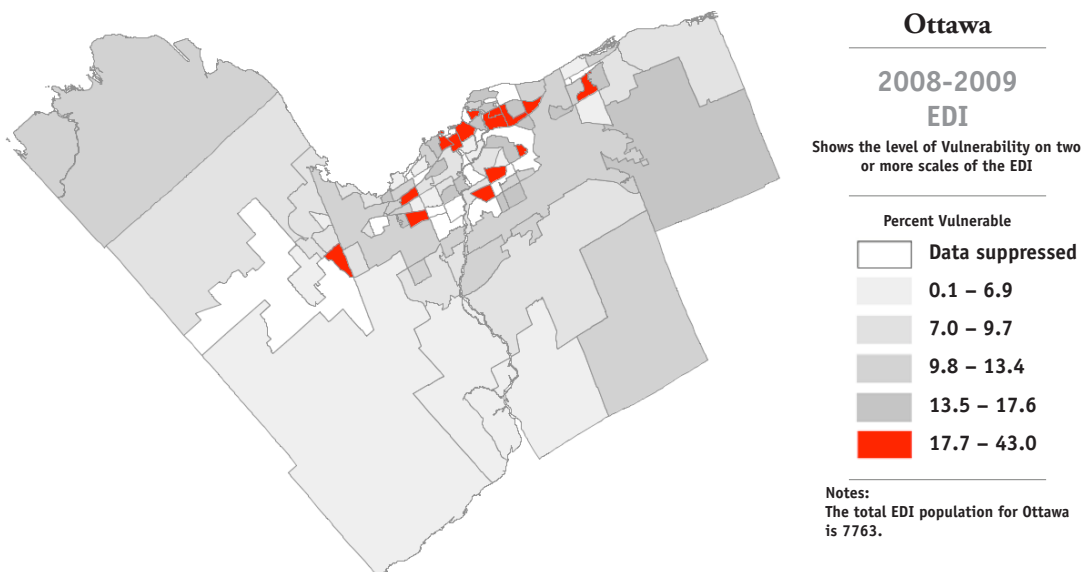 Ottawa
2008-2009
EDI
Shows the level of Vulnerability on two
or more scales of the EDI
Percent Vulnerable
Data suppressed
0.1 – 6.9
7.0 – 9.7
9.8 – 13.4
13.5 – 17.6
17.7 – 43.0
Notes:
The total EDI population for Ottawa
is 7763.